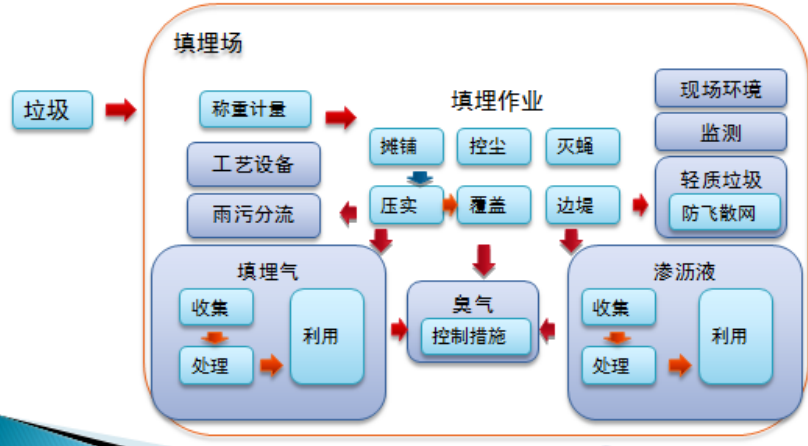 填埋场
垃圾
称重计量
填埋作业
现场环境
监测
工艺设备
摊铺
控尘
灭蝇
轻质垃圾
防飞散网
雨污分流
压实
覆盖
边堤
填埋气
收集
处理
利用
臭气
控制措施
渗沥液
收集
处理
利用